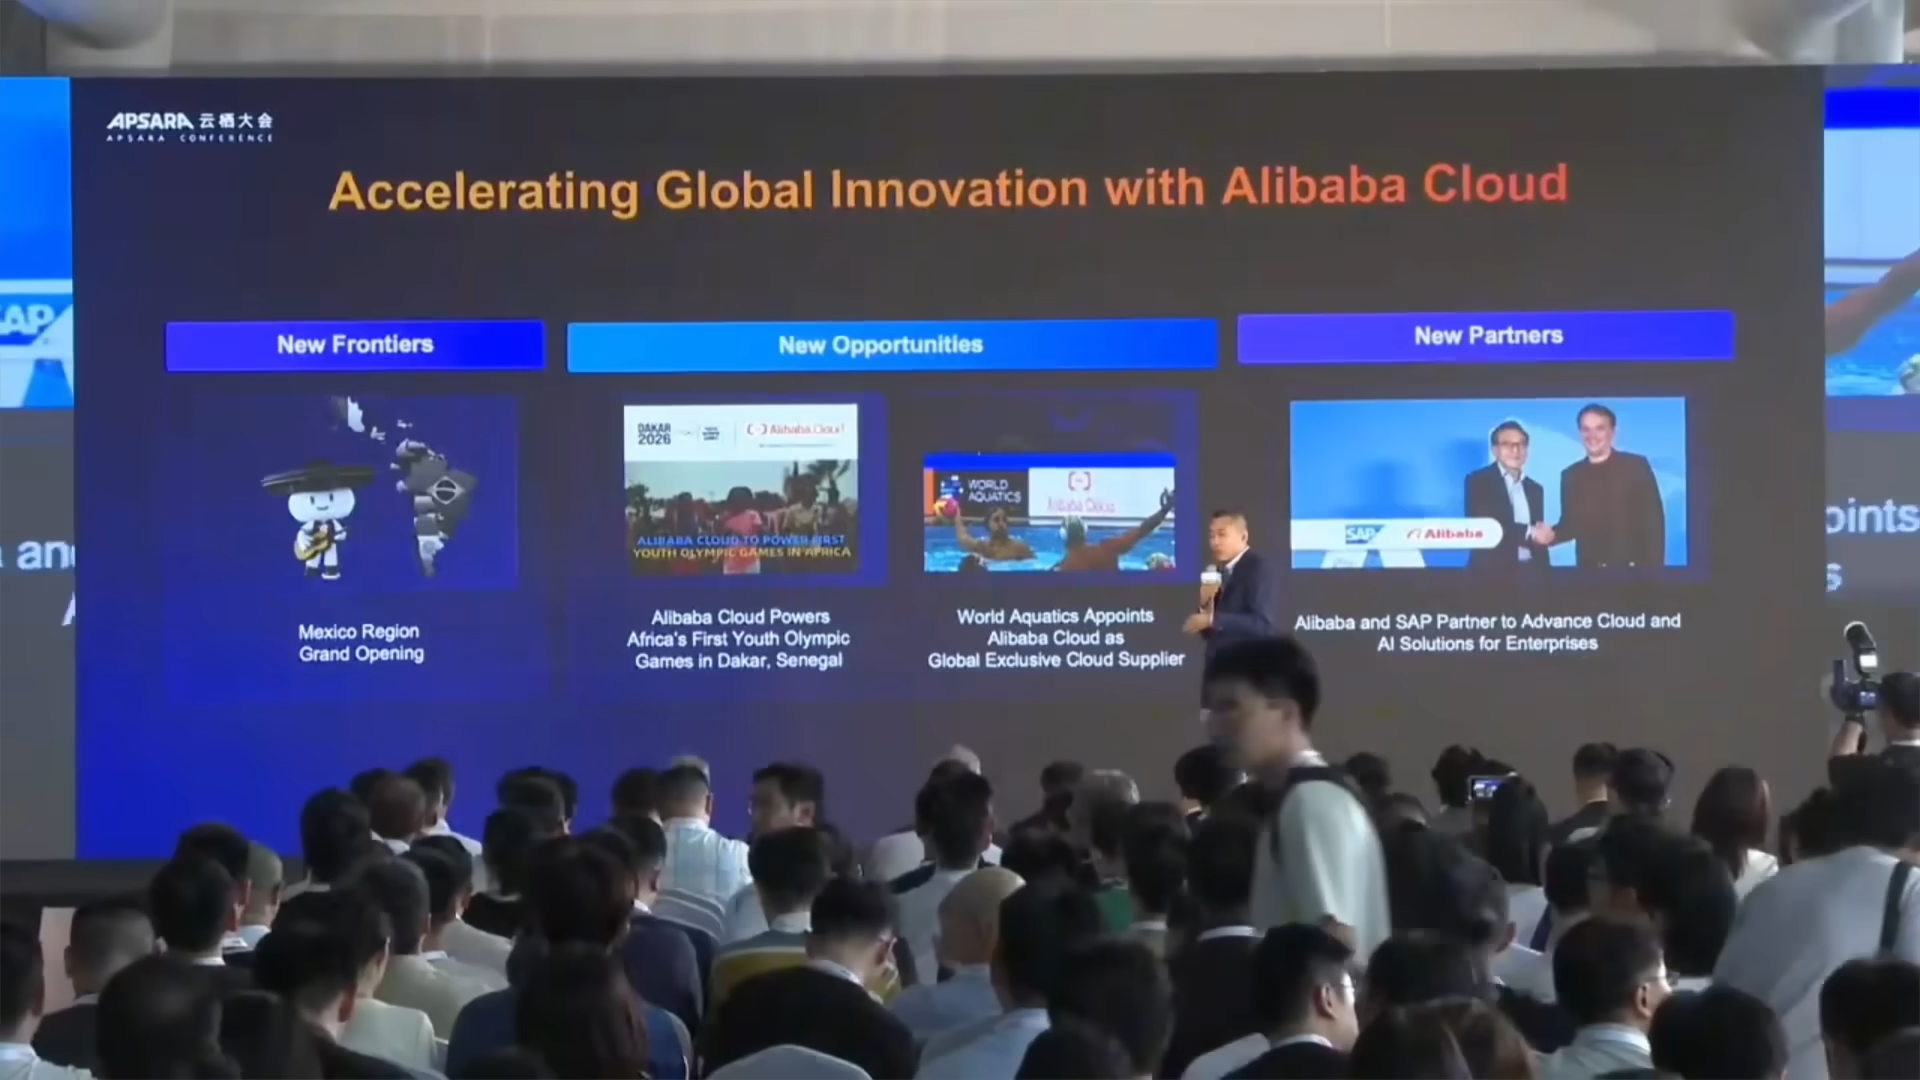 APSARA 云栖大会
APSARA CONFERENCE
Accelerating Global Innovation with Alibaba Cloud
New Frontiers
New Opportunities
New Partners
DAKAR
2026
Alibaba Cloud
ALIBABA CLOUD TO POWER FIRST
YOUTH OLYMPIC GAMES IN AFRICA
WORLD
AQUATICS
Alibaba Cloud
SAP
Alibaba
Mexico Region
Grand Opening
Alibaba Cloud Powers
Africa's First Youth Olympic
Games in Dakar, Senegal
World Aquatics Appoints
Alibaba Cloud as
Global Exclusive Cloud Supplier
Alibaba and SAP Partner to Advance Cloud and
AI Solutions for Enterprises
SAP